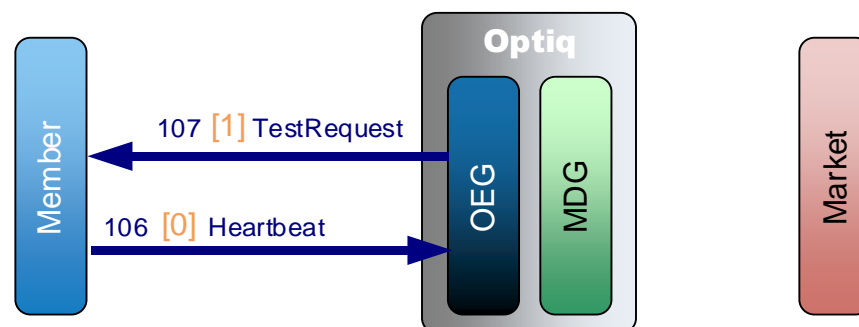 Optiq
107 [1] TestRequest
106 [0] Heartbeat
Member
OEG
MDG
Market